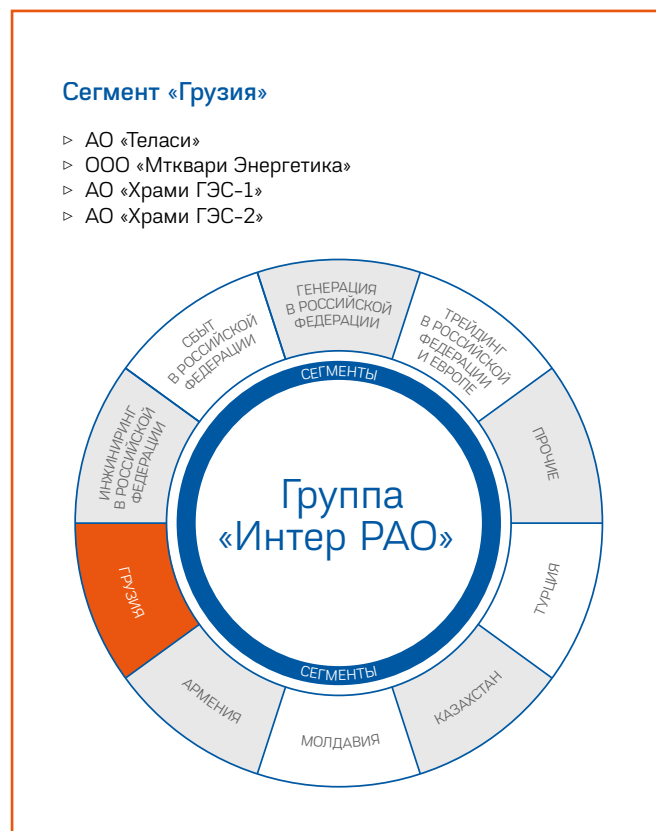 Сегмент «Грузия»
▹ АО «Теласи»
▹ ООО «Мтквари Энергетика»
▹ АО «Храми ГЭС-1»
▹ АО «Храми ГЭС-2»
ГЕНЕРАЦИЯ
В РОССИЙСКОЙ
ФЕДЕРАЦИИ
ТРЕЙДИНГ
В РОССИЙСКОЙ
ФЕДЕРАЦИИ
И ЕВРОПЕ
ПРОЧИЕ
ТУРЦИЯ
КАЗАХСТАН
МОЛДАВИЯ
АРМЕНИЯ
ГРУЗИЯ
ИНЖИНИРИНГ
В РОССИЙСКОЙ
ФЕДЕРАЦИИ
СБЫТ
В РОССИЙСКОЙ
ФЕДЕРАЦИИ
СЕГМЕНТЫ
Группа
«Интер РАО»
СЕГМЕНТЫ